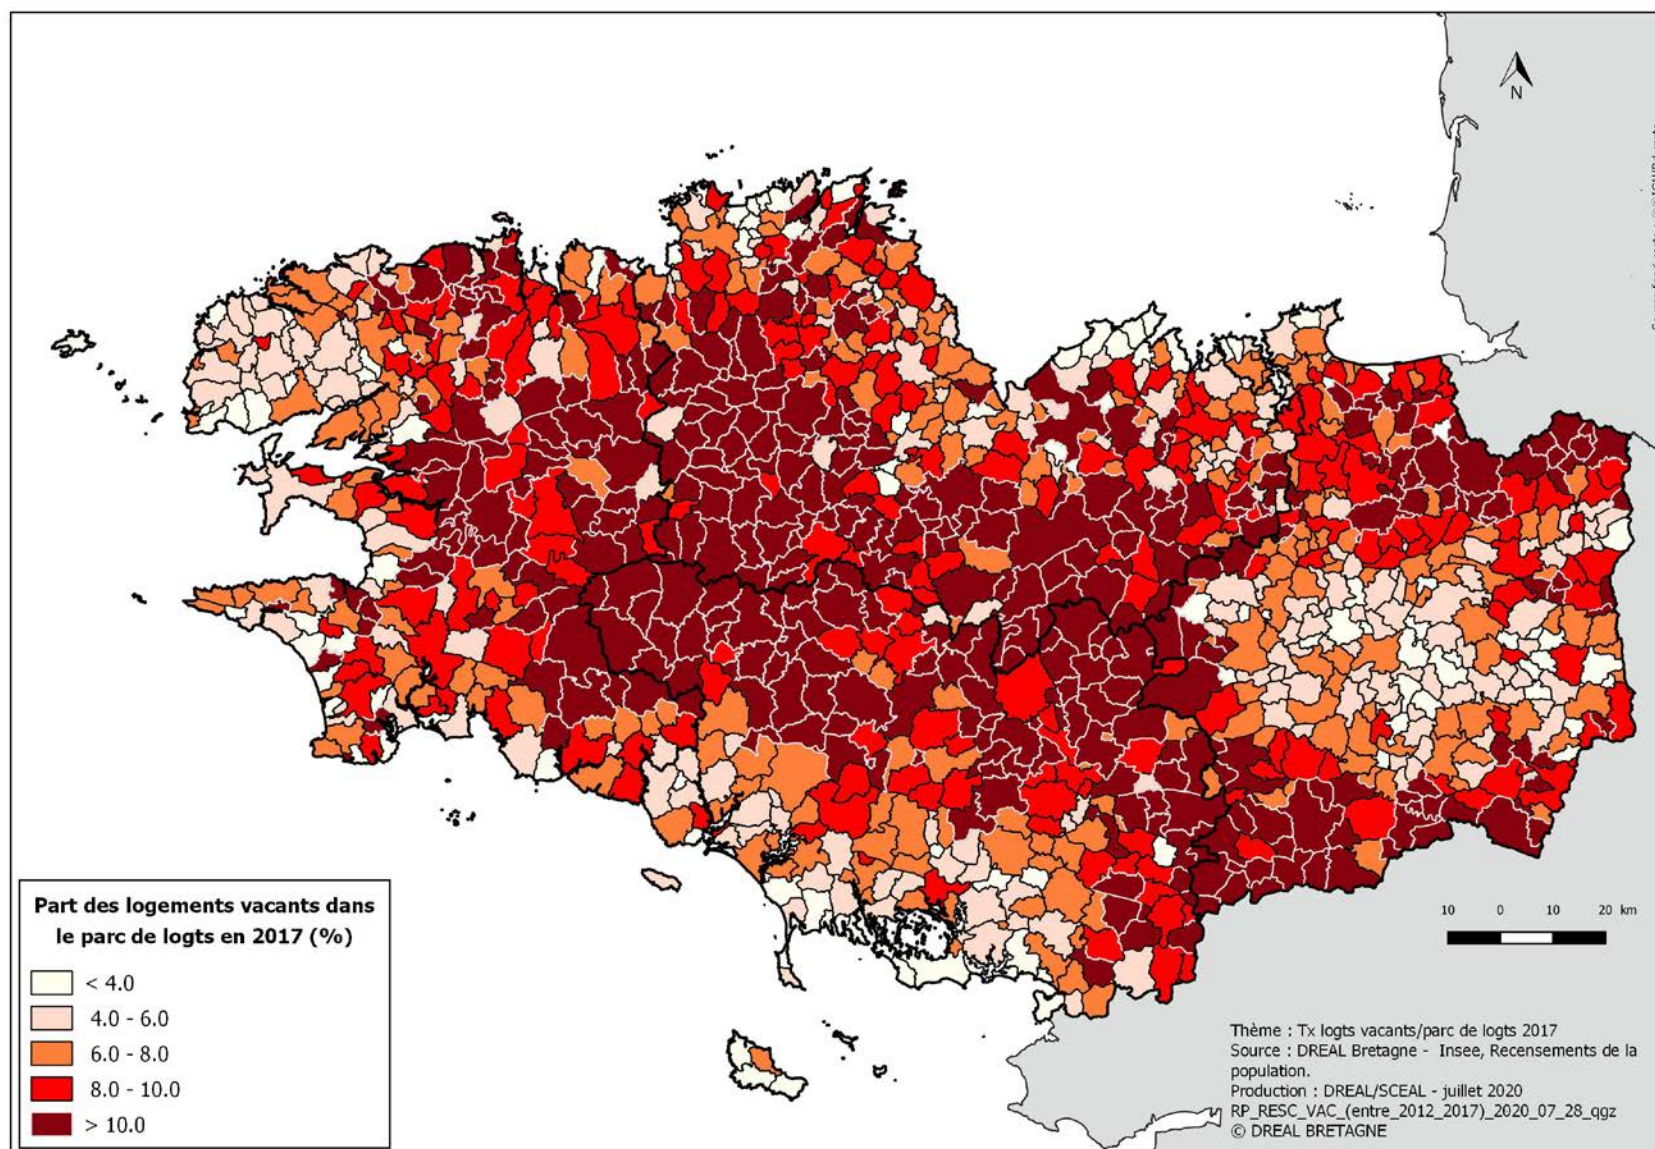 N
Part des logements vacants dans
le parc de logts en 2017 (%)
< 4.0
4.0 - 6.0
6.0 - 8.0
8.0 - 10.0
> 10.0
10 0 10 20 km
Thème : Tx logts vacants/parc de logts 2017
Source : DREAL Bretagne - Insee, Recensements de la
population.
Production : DREAL/SCEAL - juillet 2020
RP_RESC_VAC_(entre_2012_2017)_2020_07_28_qgz
© DREAL BRETAGNE